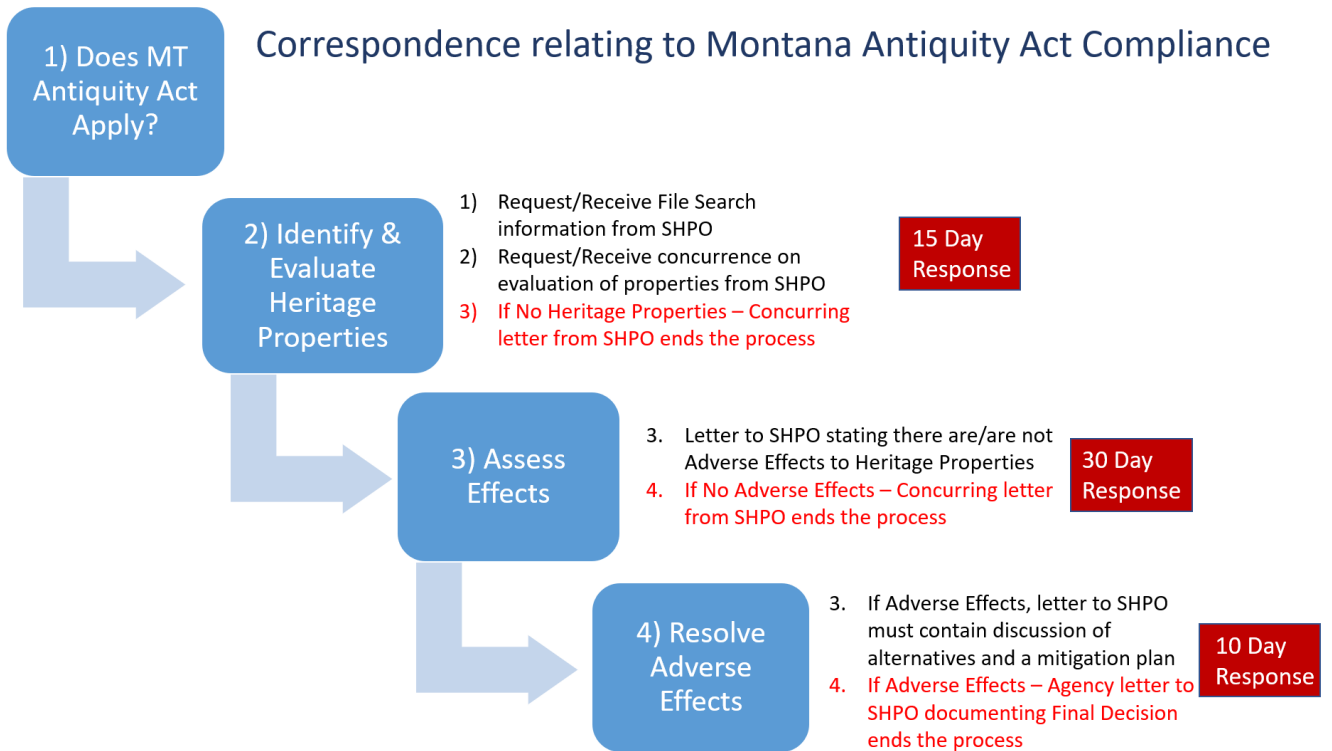 Correspondence relating to Montana Antiquity Act Compliance
1) Does MT
Antiquity Act
Apply?
2) Identify &
Evaluate
Heritage
Properties
1) Request/Receive File Search
information from SHPO
2) Request/Receive concurrence on
evaluation of properties from SHPO
3) If No Heritage Properties – Concurring
letter from SHPO ends the process
15 Day
Response
3) Assess
Effects
3. Letter to SHPO stating there are/are not
Adverse Effects to Heritage Properties
4. If No Adverse Effects – Concurring letter
from SHPO ends the process
30 Day
Response
4) Resolve
Adverse
Effects
3. If Adverse Effects, letter to SHPO
must contain discussion of
alternatives and a mitigation plan
4. If Adverse Effects – Agency letter to
SHPO documenting Final Decision
ends the process
10 Day
Response